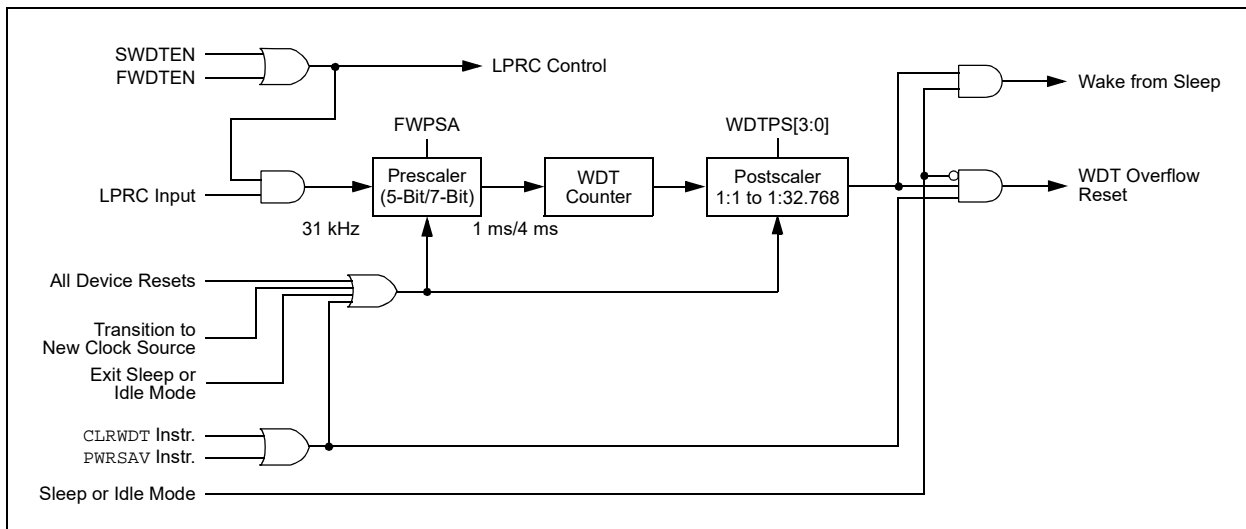 SWDTEN
FWDTEN
LPRC Control
Wake from Sleep
FWPSA
WDTPS[3:0]
LPRC Input
Prescaler
(5-Bit/7-Bit)
WDT
Counter
Postscaler
1:1 to 1:32.768
WDT Overflow
Reset
31 kHz
1 ms/4 ms
All Device Resets
Transition to
New Clock Source
Exit Sleep or
Idle Mode
CLRWDT Instr.
PWRSAV Instr.
Sleep or Idle Mode